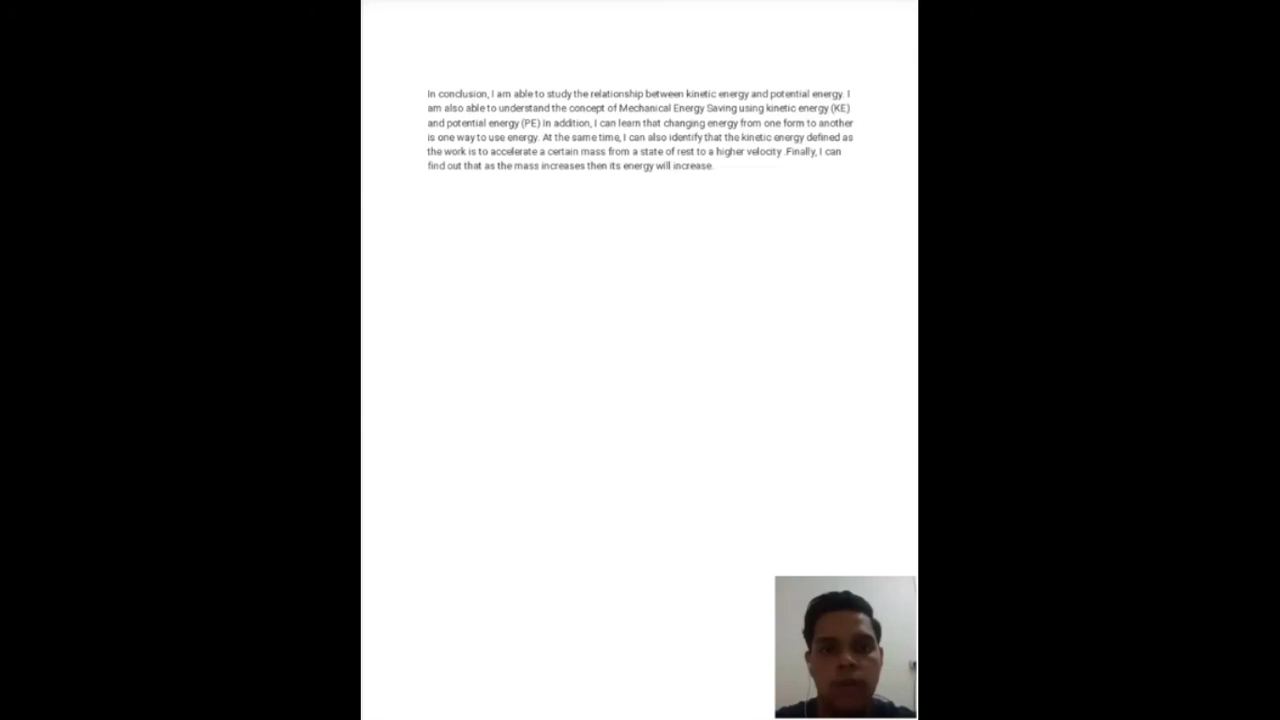 In conclusion, I am able to study the relationship between kinetic energy and potential energy. I
am also able to understand the concept of Mechanical Energy Saving using kinetic energy (KE)
and potential energy (PE) In addition, I can learn that changing energy from one form to another
is one way to use energy. At the same time, I can also identify that the kinetic energy defined as
the work is to accelerate a certain mass from a state of rest to a higher velocity .Finally, I can
find out that as the mass increases then its energy will increase.